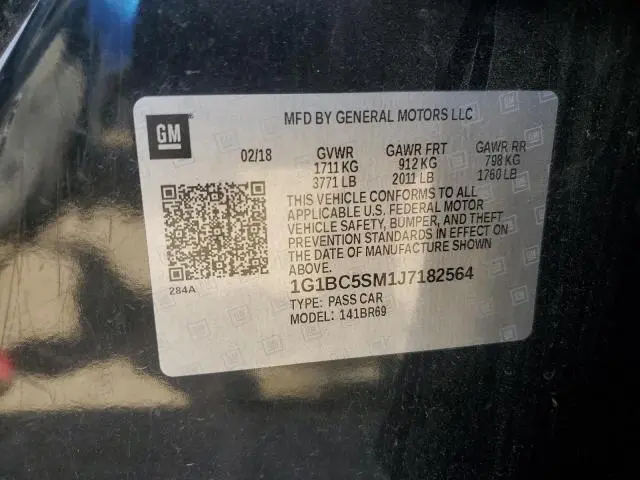 GM
MFD BY GENERAL MOTORS LLC
02/18 GVWR GAWR FRT GAWR RR
1711 KG 912 KG 798 KG
3771 LB 2011 LB 1760 LB
THIS VEHICLE CONFORMS TO ALL
APPLICABLE U.S. FEDERAL MOTOR
VEHICLE SAFETY, BUMPER, AND THEFT
PREVENTION STANDARDS IN EFFECT ON
THE DATE OF MANUFACTURE SHOWN
ABOVE.
284A
1G1BC5SM1J7182564
TYPE: PASS CAR
MODEL: 141BR69